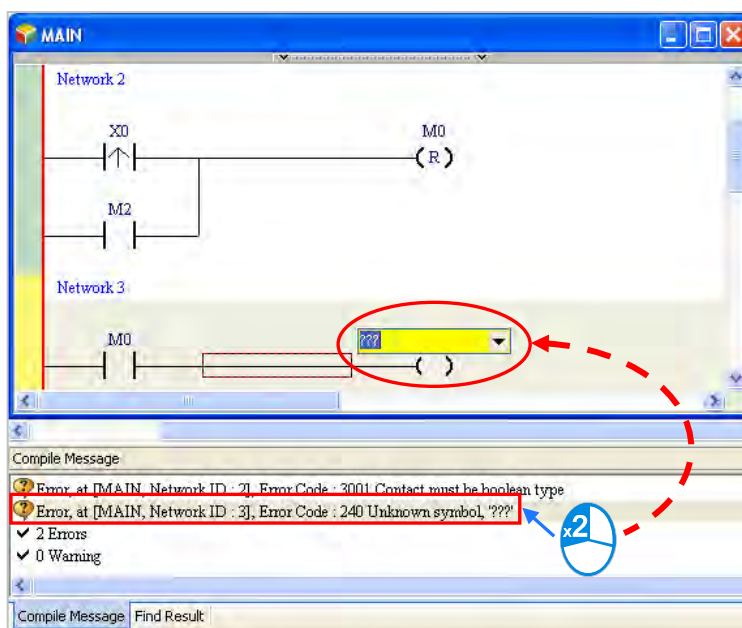 MAIN
Network 2
X0
M0
( R )
M2
Network 3
???
M0
( )
Compile Message
Error, at [MAIN, Network ID : 2], Error Code : 3001 Contact must be boolean type
Error, at [MAIN, Network ID : 3], Error Code : 240 Unknown symbol, '???'
2 Errors
0 Warning
x2
Compile Message Find Result